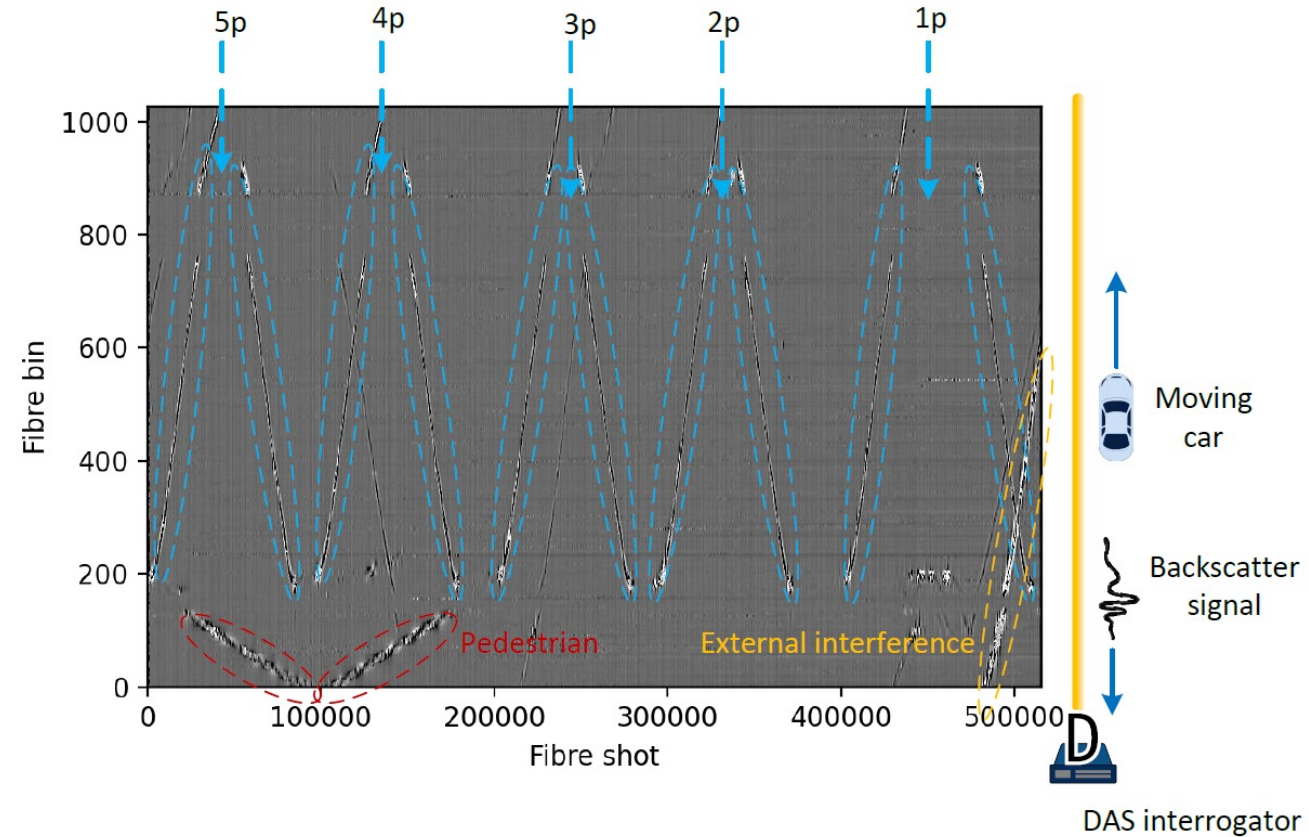 5p
4p
3p
2p
1p
1000
800
600
400
200
0
Fibre bin
0
100000
200000
300000
400000
500000
Fibre shot
Pedestrian
External interference
Moving
car
Backscatter
signal
D
DAS interrogator